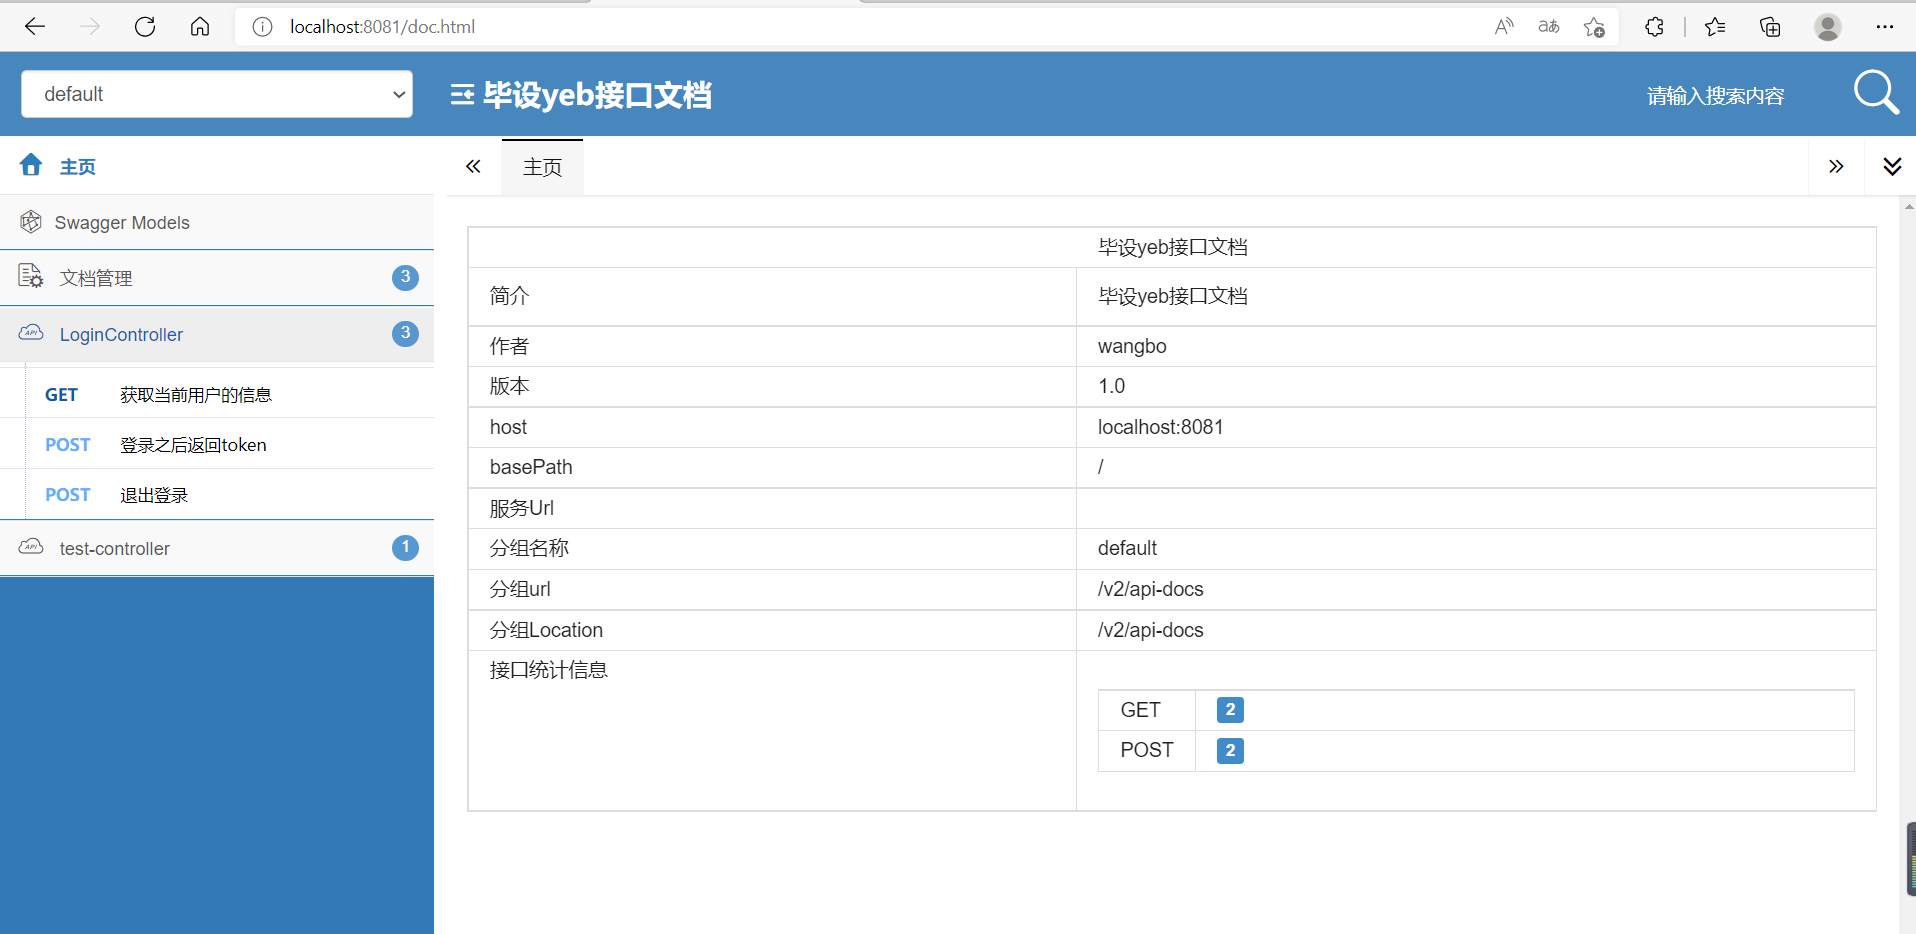 localhost:8081/doc.html
default
毕设yeb接口文档
请输入搜索内容
主页
Swagger Models
文档管理 3
LoginController 3
GET 获取当前用户的信息
POST 登录之后返回token
POST 退出登录
test-controller 1
主页
毕设yeb接口文档
简介 毕设yeb接口文档
作者 wangbo
版本 1.0
host localhost:8081
basePath /
服务Url
分组名称 default
分组url /v2/api-docs
分组Location /v2/api-docs
接口统计信息
GET 2
POST 2